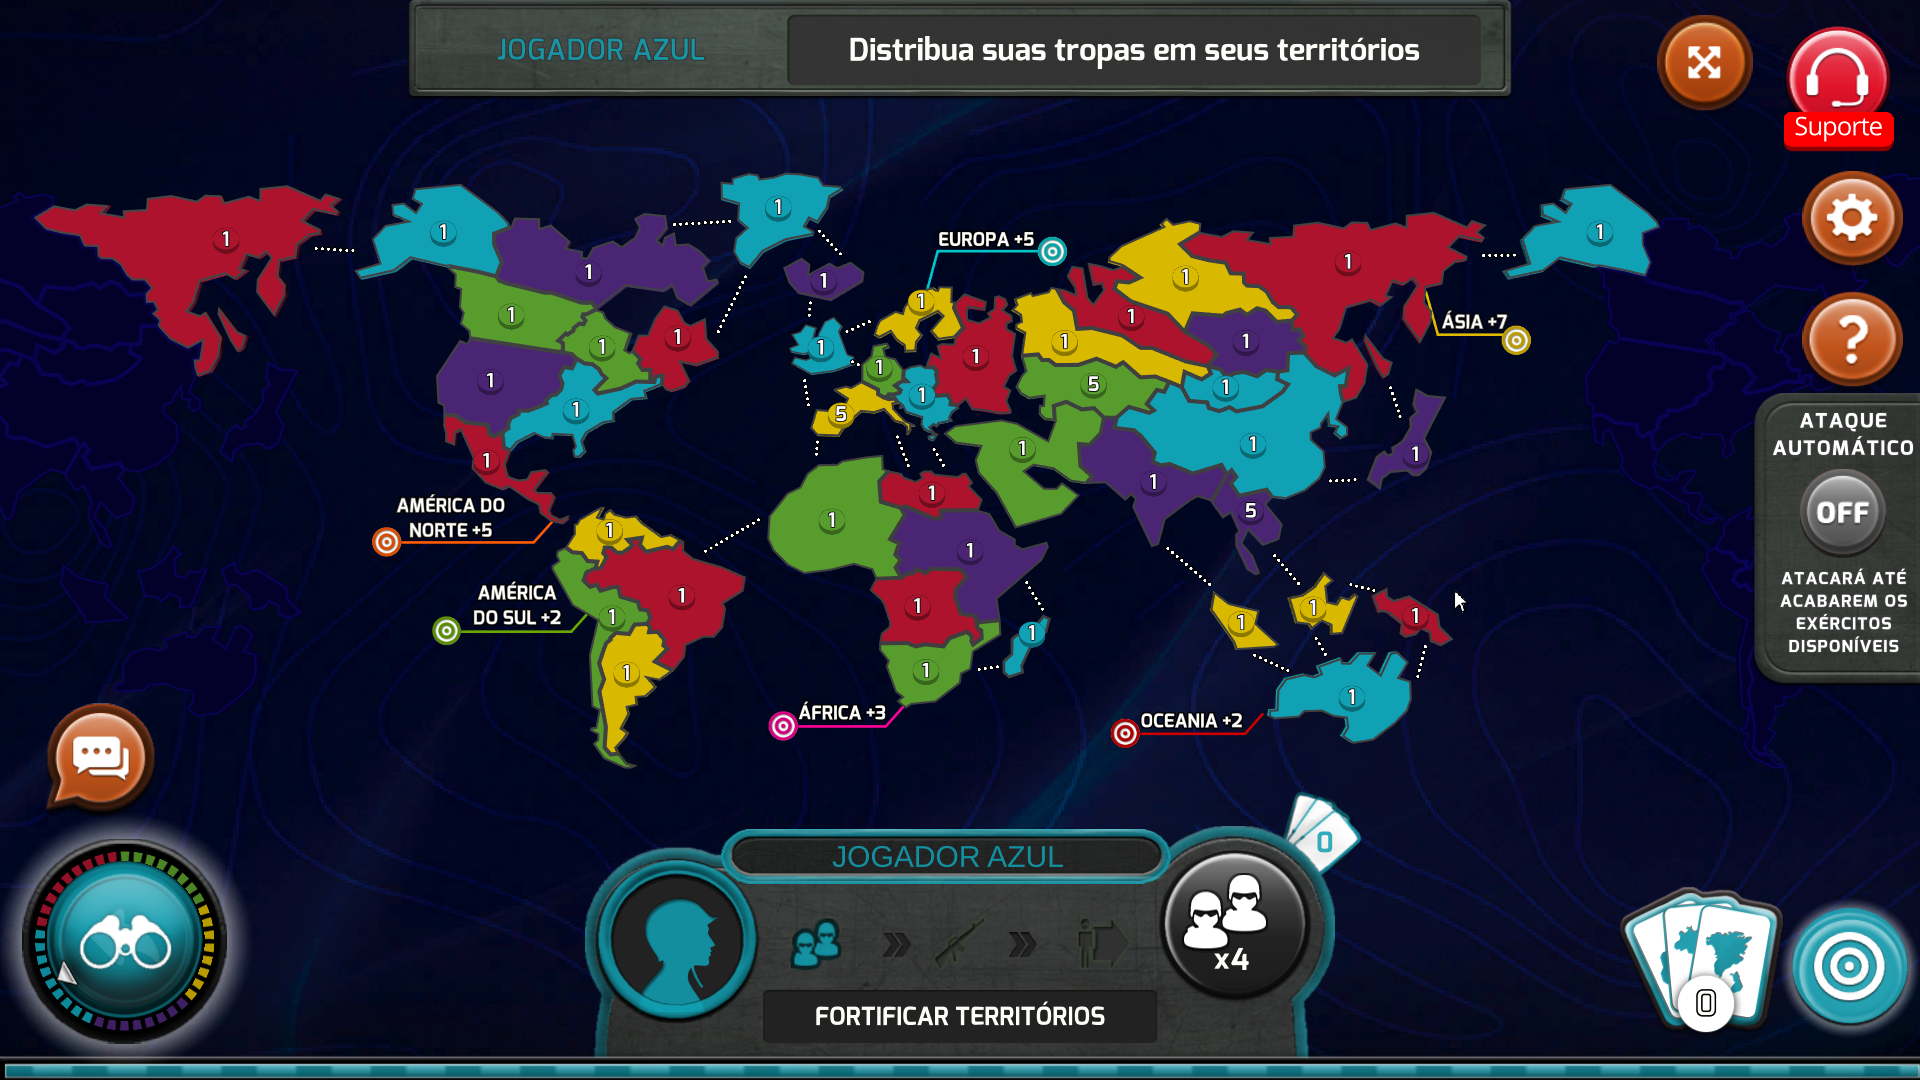 JOGADOR AZUL
Distribua suas tropas em seus territórios
Suporte
1
1
1
1
1
EUROPA +5
1
1
1
1
1
1
1
1
1
1
1
1
1
ÁSIA +7
1
1
1
1
1
5
1
1
1
1
5
1
1
1
1
1
1
1
5
AMÉRICA DO
NORTE +5
1
1
1
AMÉRICA
DO SUL +2
1
1
1
1
1
1
1
1
1
1
1
ÁFRICA +3
OCEANIA +2
ATAQUE
AUTOMÁTICO
OFF
ATACARÁ ATÉ
ACABAREM OS
EXÉRCITOS
DISPONÍVEIS
JOGADOR AZUL
0
x4
FORTIFICAR TERRITÓRIOS
0